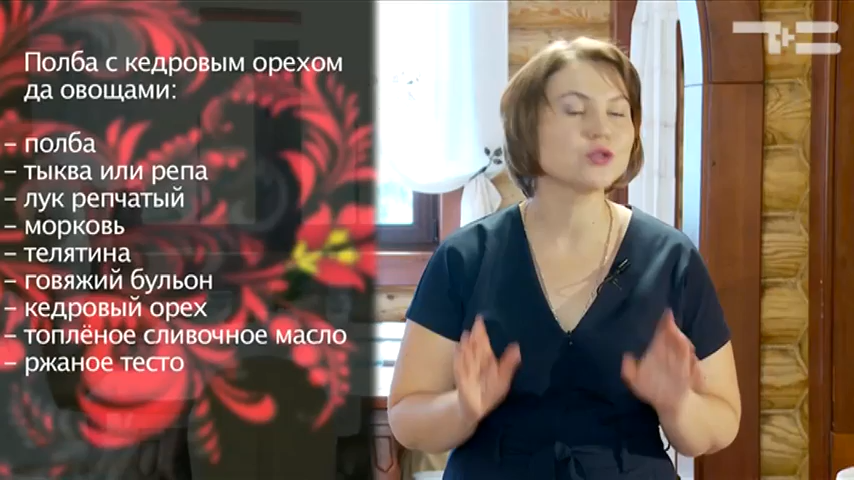 Полба с кедровым орехом
да овощами:
– полба
– тыква или репа
– лук репчатый
– морковь
– телятина
– говяжий бульон
– кедровый орех
– топлёное сливочное масло
– ржаное тесто